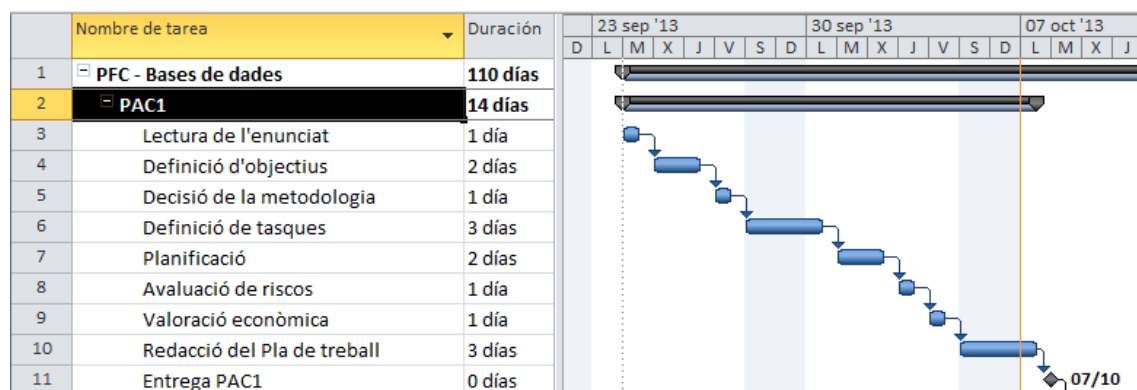 Nombre de tarea Duración 23 sep '13 30 sep '13 07 oct '13
D L M X J V S D L M X J V S D L M X J
1 PFC - Bases de dades 110 días
2 PAC1 14 días
3 Lectura de l'enunciat 1 día
4 Definició d'objectius 2 días
5 Decisió de la metodologia 1 día
6 Definició de tasques 3 días
7 Planificació 2 días
8 Avaluació de riscos 1 día
9 Valoració econòmica 1 día
10 Redacció del Pla de treball 3 días
11 Entrega PAC1 0 días 07/10